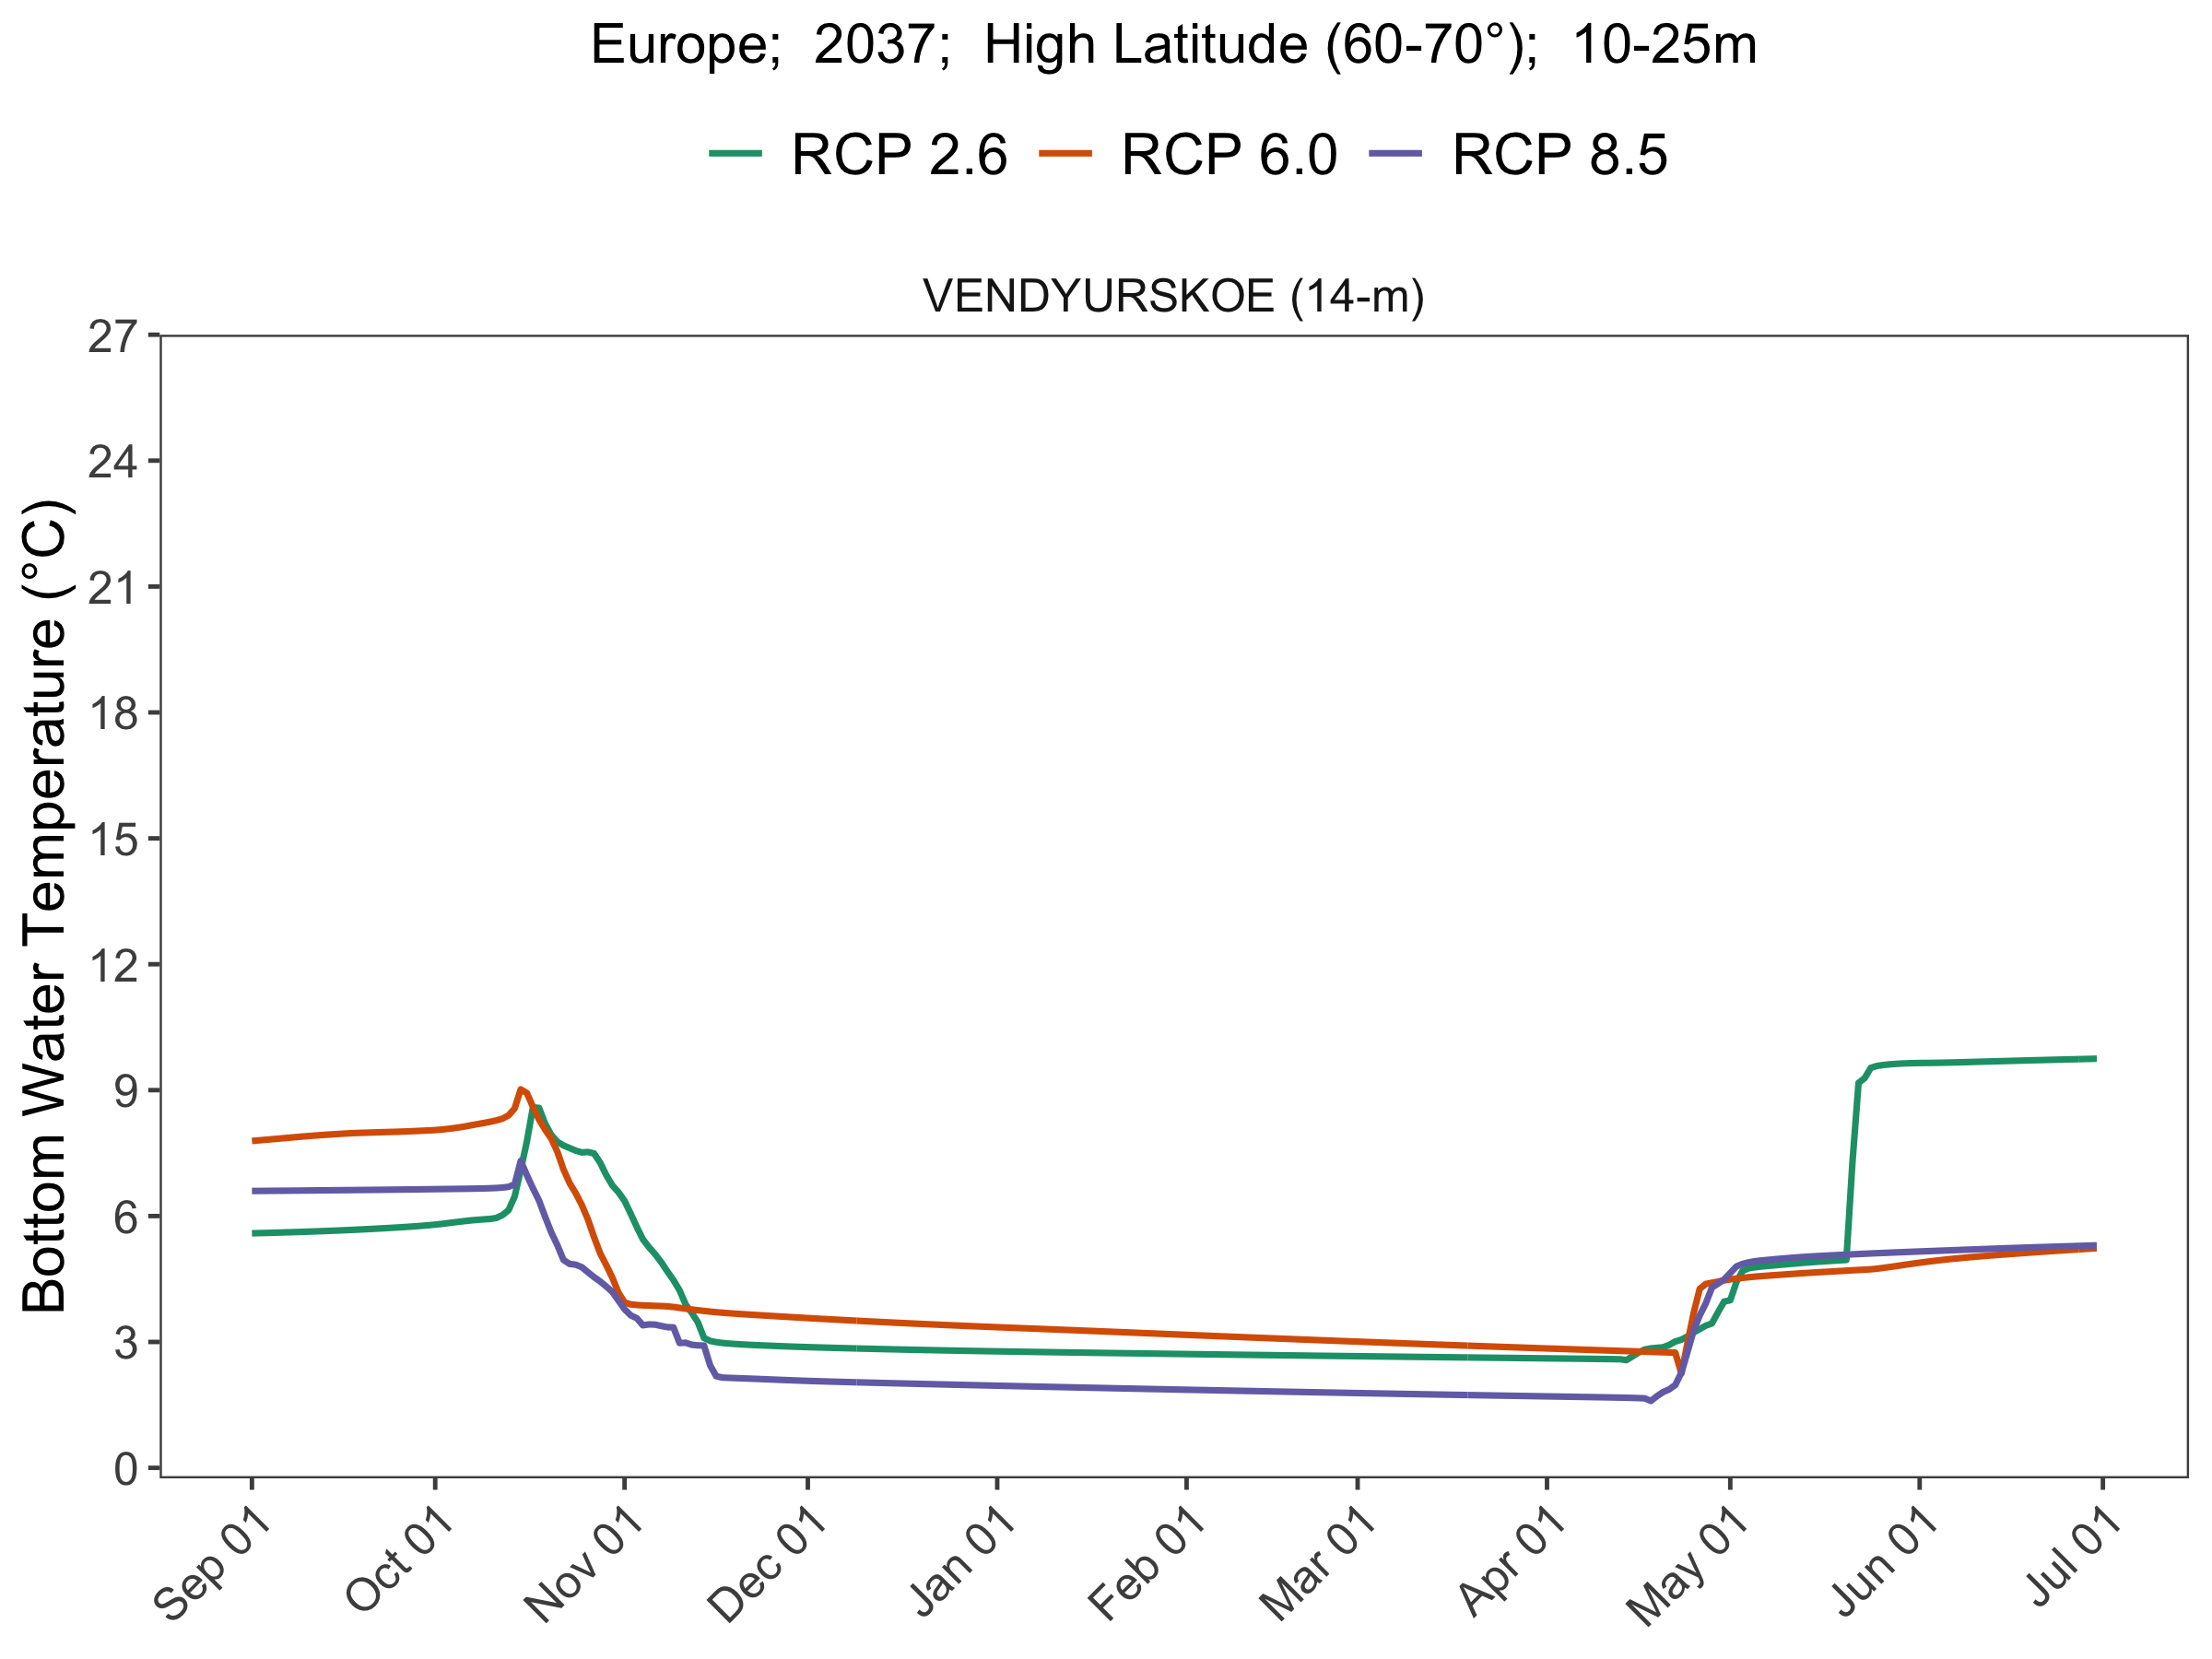 Europe;  2037;  High Latitude (60-70°);  10-25m
RCP 2.6 RCP 6.0 RCP 8.5
VENDYURSKOE (14-m)
Bottom Water Temperature (°C)
27
24
21
18
15
12
9
6
3
0
Sep 01
Oct 01
Nov 01
Dec 01
Jan 01
Feb 01
Mar 01
Apr 01
May 01
Jun 01
Jul 01